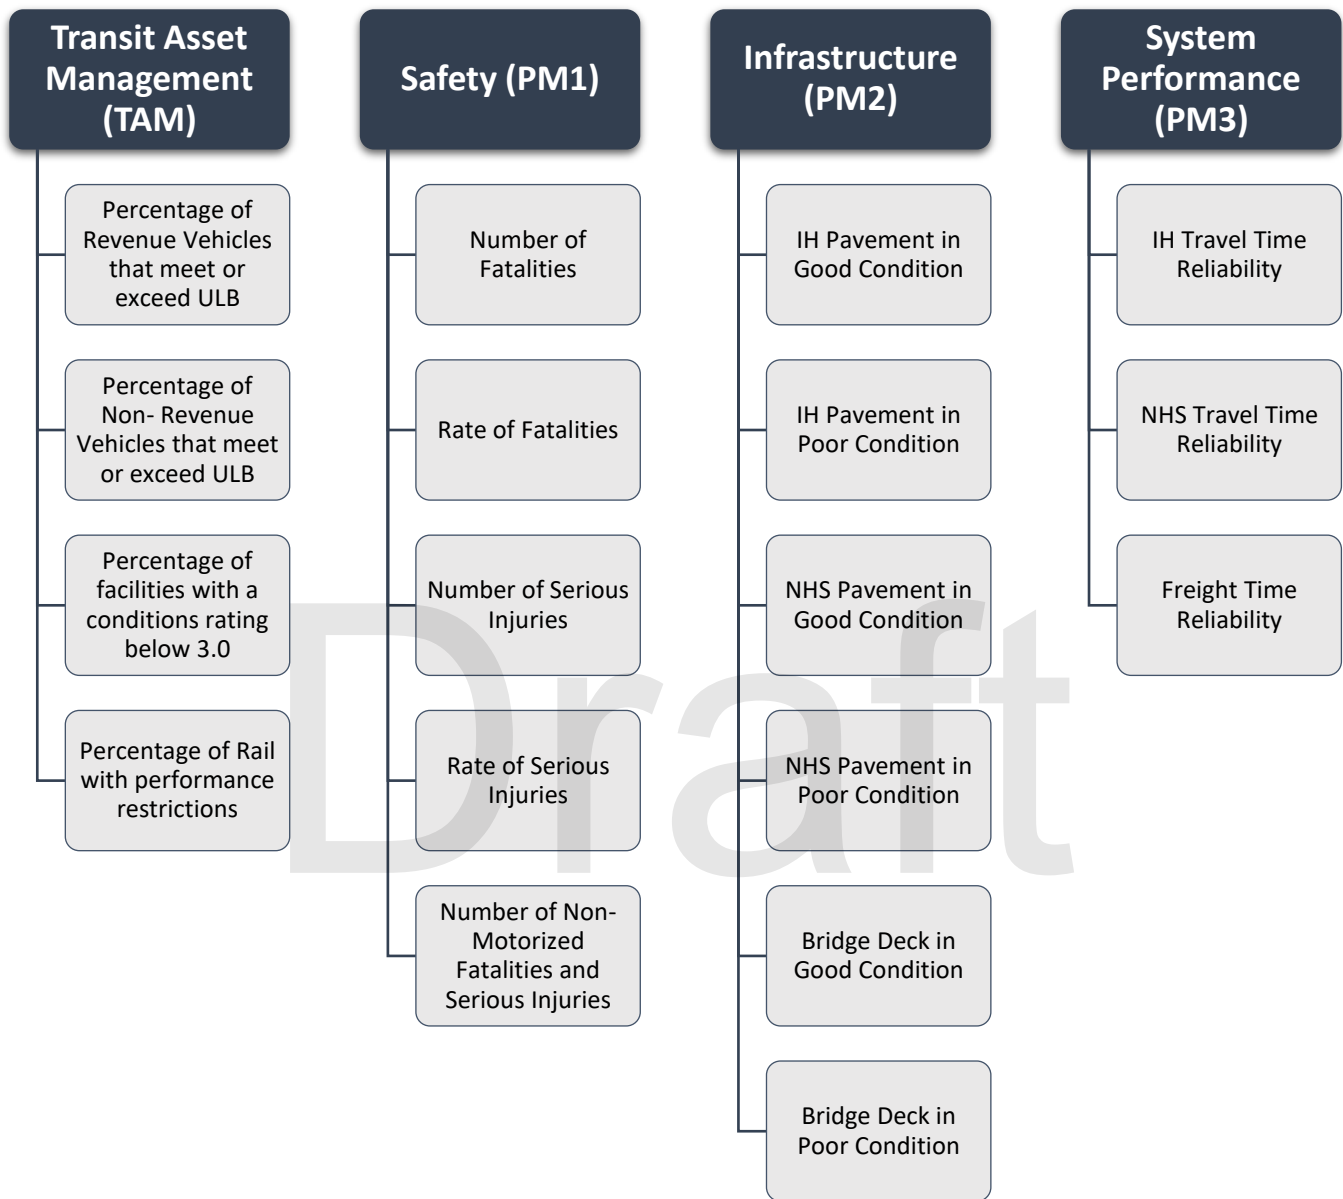 Transit Asset
Management
(TAM)
Percentage of
Revenue Vehicles
that meet or
exceed ULB
Percentage of
Non- Revenue
Vehicles that meet
or exceed ULB
Percentage of
facilities with a
conditions rating
below 3.0
Percentage of Rail
with performance
restrictions
Safety (PM1)
Number of
Fatalities
Rate of Fatalities
Number of Serious
Injuries
Rate of Serious
Injuries
Number of Non-
Motorized
Fatalities and
Serious Injuries
Infrastructure
(PM2)
IH Pavement in
Good Condition
IH Pavement in
Poor Condition
NHS Pavement in
Good Condition
NHS Pavement in
Poor Condition
Bridge Deck in
Good Condition
Bridge Deck in
Poor Condition
System
Performance
(PM3)
IH Travel Time
Reliability
NHS Travel Time
Reliability
Freight Time
Reliability
Draft